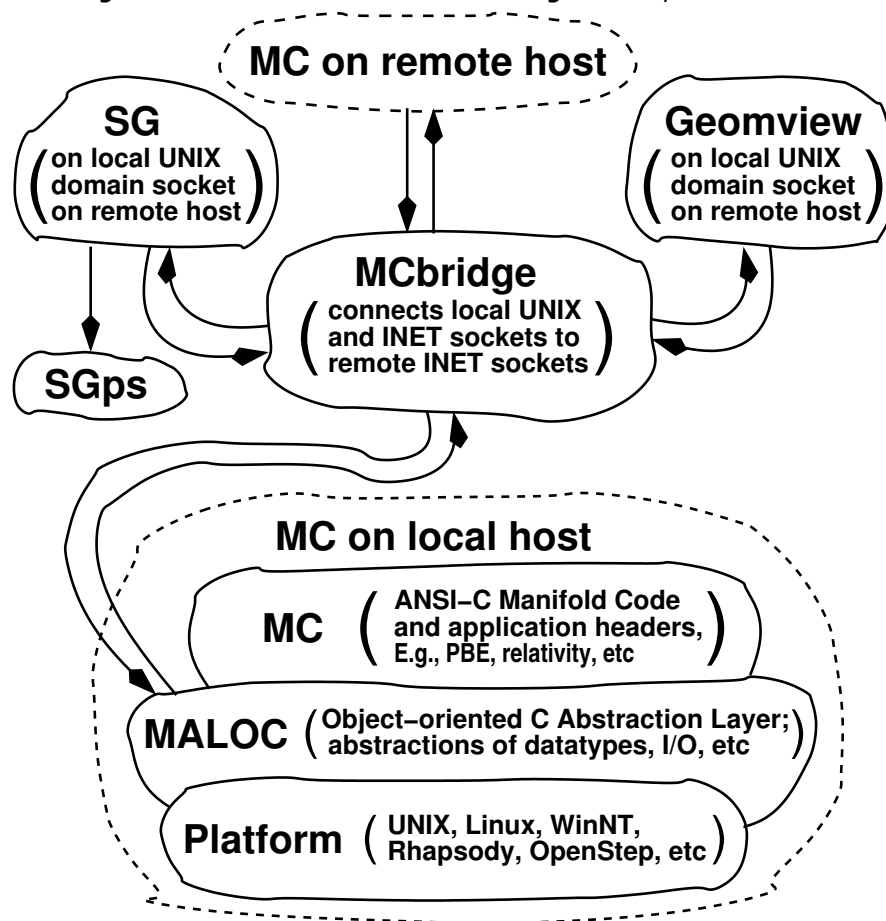 MC on remote host
SG
(on local UNIX
domain socket
on remote host)
Geomview
(on local UNIX
domain socket
on remote host)
MCbridge
(connects local UNIX
and INET sockets to
remote INET sockets)
SGps
MC on local host
MC (ANSI−C Manifold Code
and application headers,
E.g., PBE, relativity, etc)
MALOC (Object−oriented C Abstraction Layer;
abstractions of datatypes, I/O, etc)
Platform (UNIX, Linux, WinNT,
Rhapsody, OpenStep, etc)